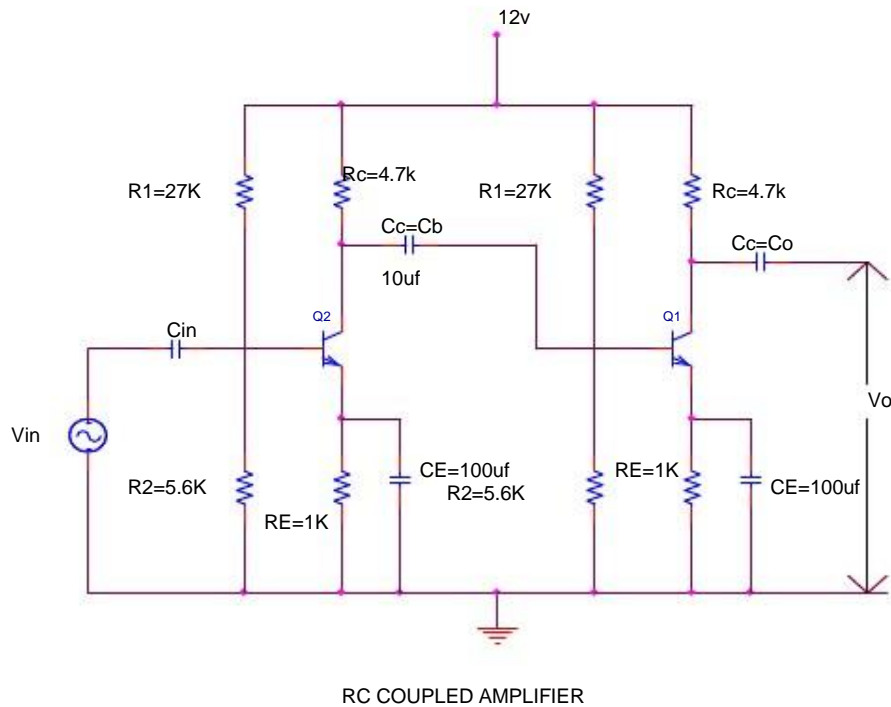 12v
R1=27K
Rc=4.7k
R1=27K
Rc=4.7k
Cc=Cb
10uf
Cc=Co
Q2
Q1
Cin
Vin
Vo
R2=5.6K
RE=1K
CE=100uf
R2=5.6K
RE=1K
CE=100uf
RC COUPLED AMPLIFIER